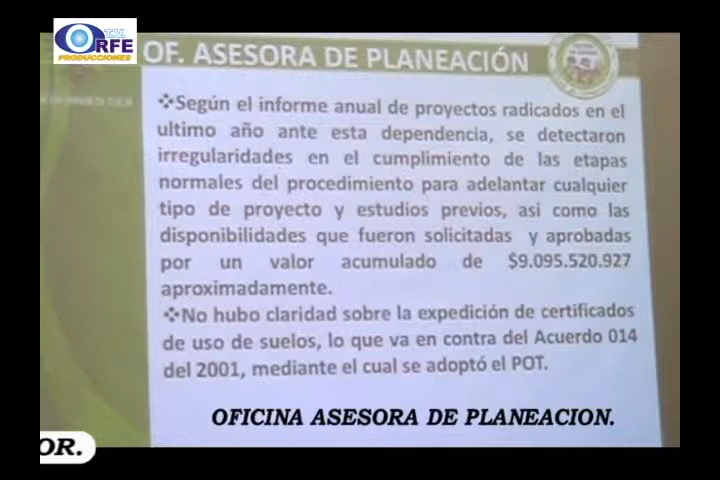 T.V.
ORFE
PRODUCCIONES
OF. ASESORA DE PLANEACIÓN
❖Según el informe anual de proyectos radicados en el
ultimo año ante esta dependencia, se detectaron
irregularidades en el cumplimiento de las etapas
normales del procedimiento para adelantar cualquier
tipo de proyecto y estudios previos, asi como las
disponibilidades que fueron solicitadas y aprobadas
por un valor acumulado de $9.095.520.927
aproximadamente.
❖No hubo claridad sobre la expedición de certificados
de uso de suelos, lo que va en contra del Acuerdo 014
del 2001, mediante el cual se adoptó el POT.
OFICINA ASESORA DE PLANEACION.
OR.